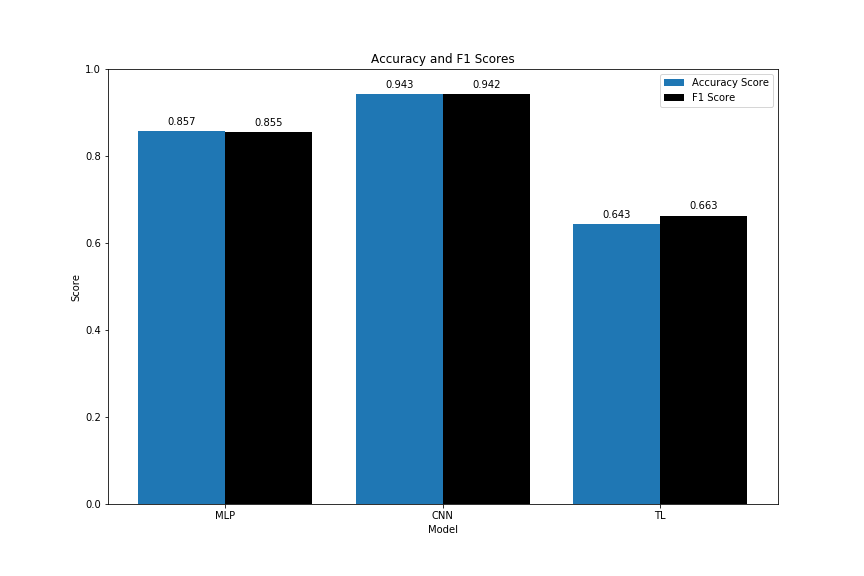 Accuracy and F1 Scores
Accuracy Score
F1 Score
1.0
0.8
0.6
0.4
0.2
0.0
Score
0.857
0.855
0.943
0.942
0.643
0.663
MLP
CNN
TL
Model